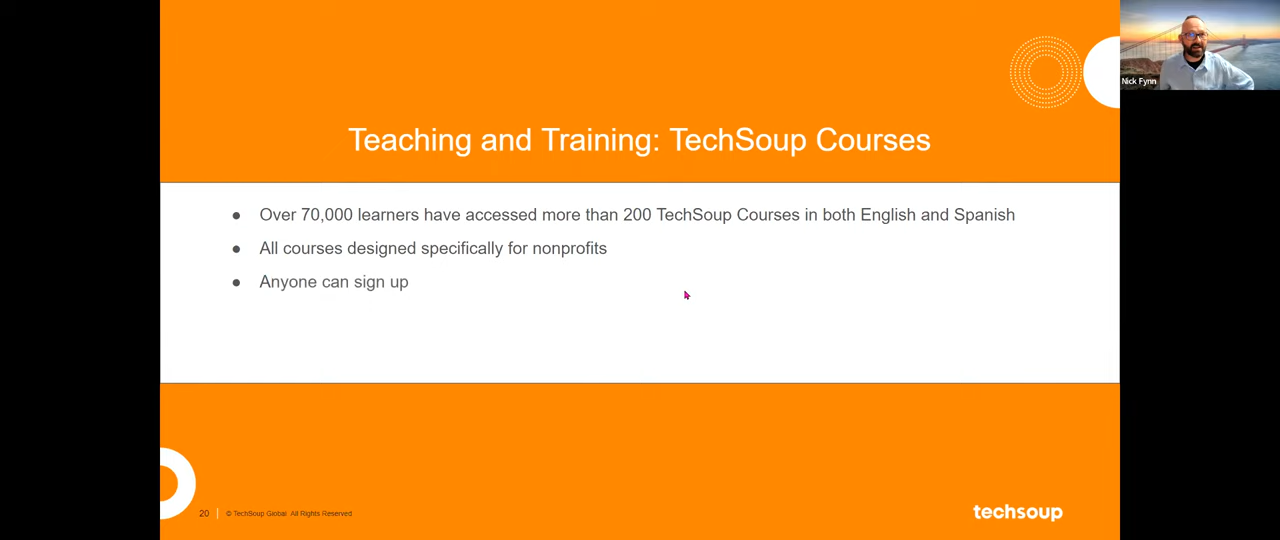 Nick Fynn
Teaching and Training: TechSoup Courses
● Over 70,000 learners have accessed more than 200 TechSoup Courses in both English and Spanish
● All courses designed specifically for nonprofits
● Anyone can sign up
20 | © TechSoup Global All Rights Reserved
techsoup